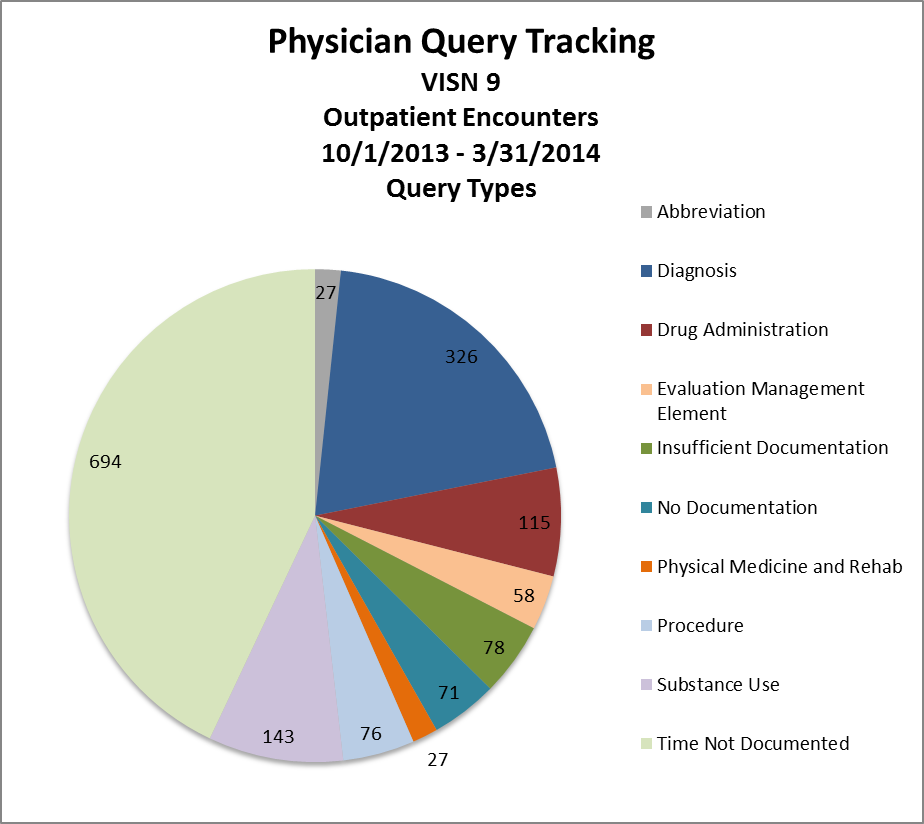 Physician Query Tracking
VISN 9
Outpatient Encounters
10/1/2013 - 3/31/2014
Query Types
Abbreviation
Diagnosis
Drug Administration
Evaluation Management
Element
Insufficient Documentation
No Documentation
Physical Medicine and Rehab
Procedure
Substance Use
Time Not Documented
27
326
115
58
78
71
27
76
143
694